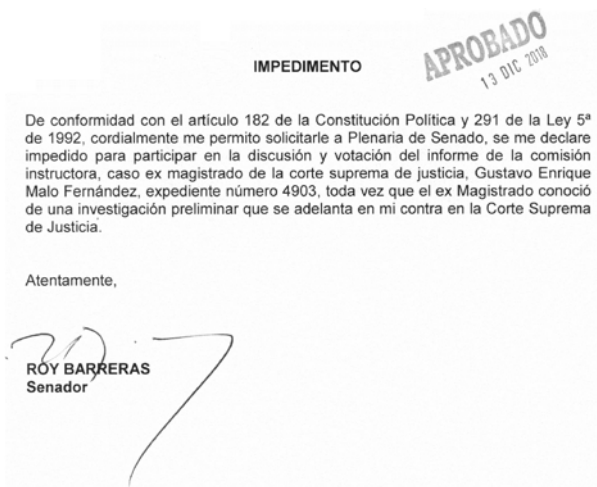 APROBADO
13 DIC 2018
IMPEDIMENTO
De conformidad con el artículo 182 de la Constitución Política y 291 de la Ley 5ª
de 1992, cordialmente me permito solicitarle a Plenaria de Senado, se me declare
impedido para participar en la discusión y votación del informe de la comisión
instructora, caso ex magistrado de la corte suprema de justicia, Gustavo Enrique
Malo Fernández, expediente número 4903, toda vez que el ex Magistrado conoció
de una investigación preliminar que se adelanta en mi contra en la Corte Suprema
de Justicia.
Atentamente,
ROY BARRERAS
Senador